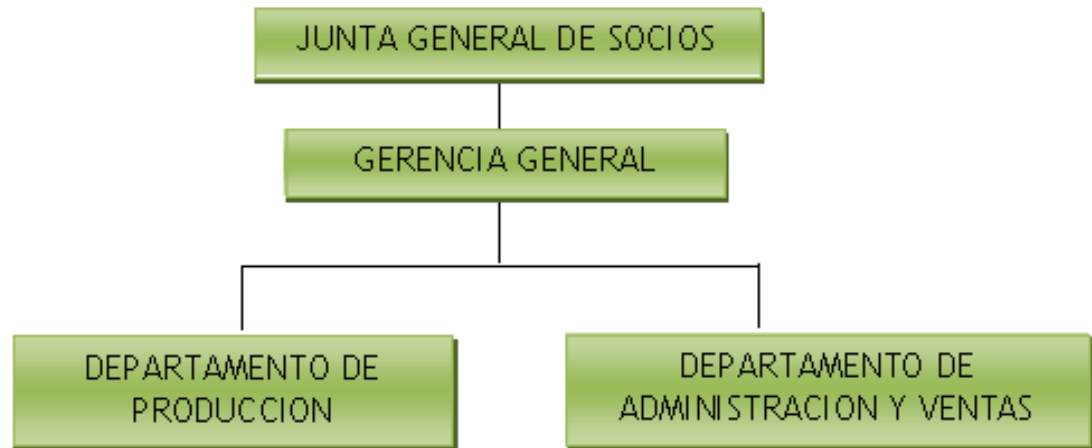 JUNTA GENERAL DE SOCIOS
GERENCIA GENERAL
DEPARTAMENTO DE
PRODUCCION
DEPARTAMENTO DE
ADMINISTRACION Y VENTAS